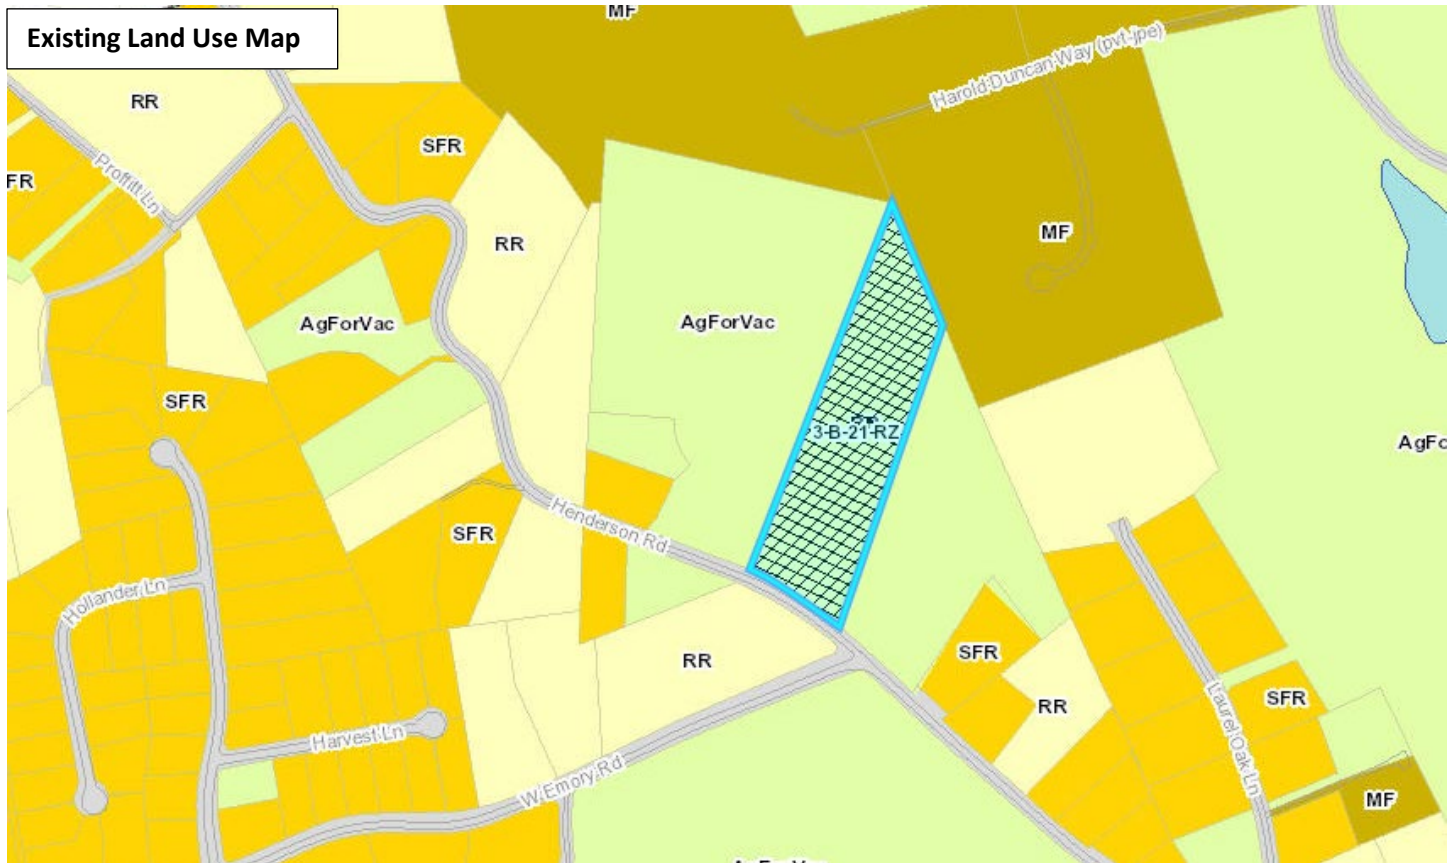 MF
Existing Land Use Map
Harold Duncan Way (pvt-jpe)
RR
SFR
Proffitt Ln
FR
RR
MF
AgForVac
AgForVac
SFR
3-B-21-RZ
AgFo
Henderson Rd
SFR
Hollander Ln
RR
SFR
RR
SFR
Laurel Oak Ln
Harvest Ln
W Emory Rd
MF